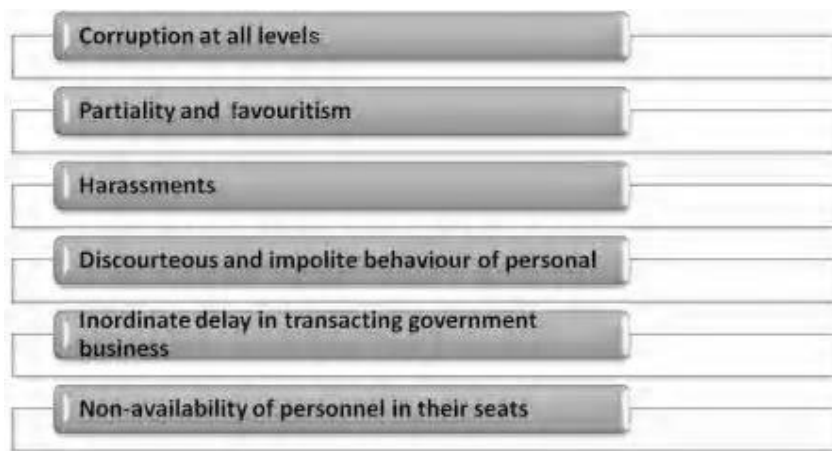 Corruption at all levels
Partiality and favouritism
Harassments
Discourteous and impolite behaviour of personal
Inordinate delay in transacting government
business
Non-availability of personnel in their seats